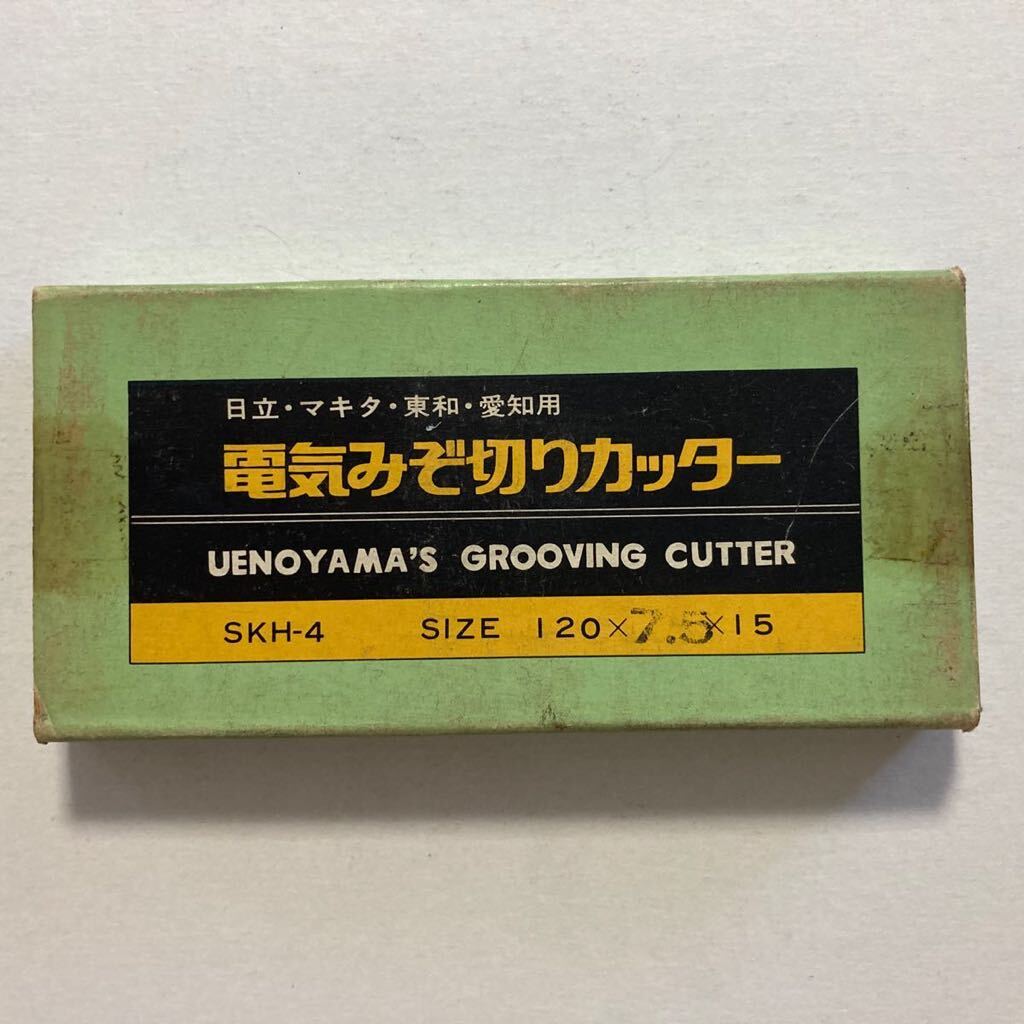 日立・マキタ・東和・愛知用
電気みぞ切りカッター
UENOYAMA'S GROOVING CUTTER
SKH-4 SIZE 120×7.5×15